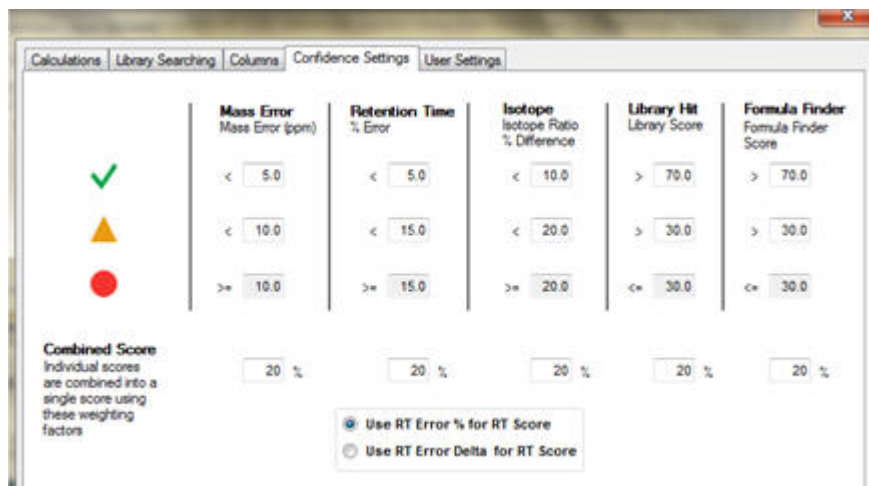 Calculations Library Searching Columns Confidence Settings User Settings
Mass Error Retention Time Isotope Library Hit Formula Finder
Mass Error (ppm) % Error Isotope Ratio Library Score Formula Finder
% Difference Score
< 5.0 < 5.0 < 10.0 > 70.0 > 70.0
< 10.0 < 15.0 < 20.0 > 30.0 > 30.0
>= 10.0 >= 15.0 >= 20.0 <= 30.0 <= 30.0
Combined Score
Individual scores
are combined into a
single score using
these weighting
factors
20 % 20 % 20 % 20 % 20 %
Use RT Error % for RT Score
Use RT Error Delta for RT Score